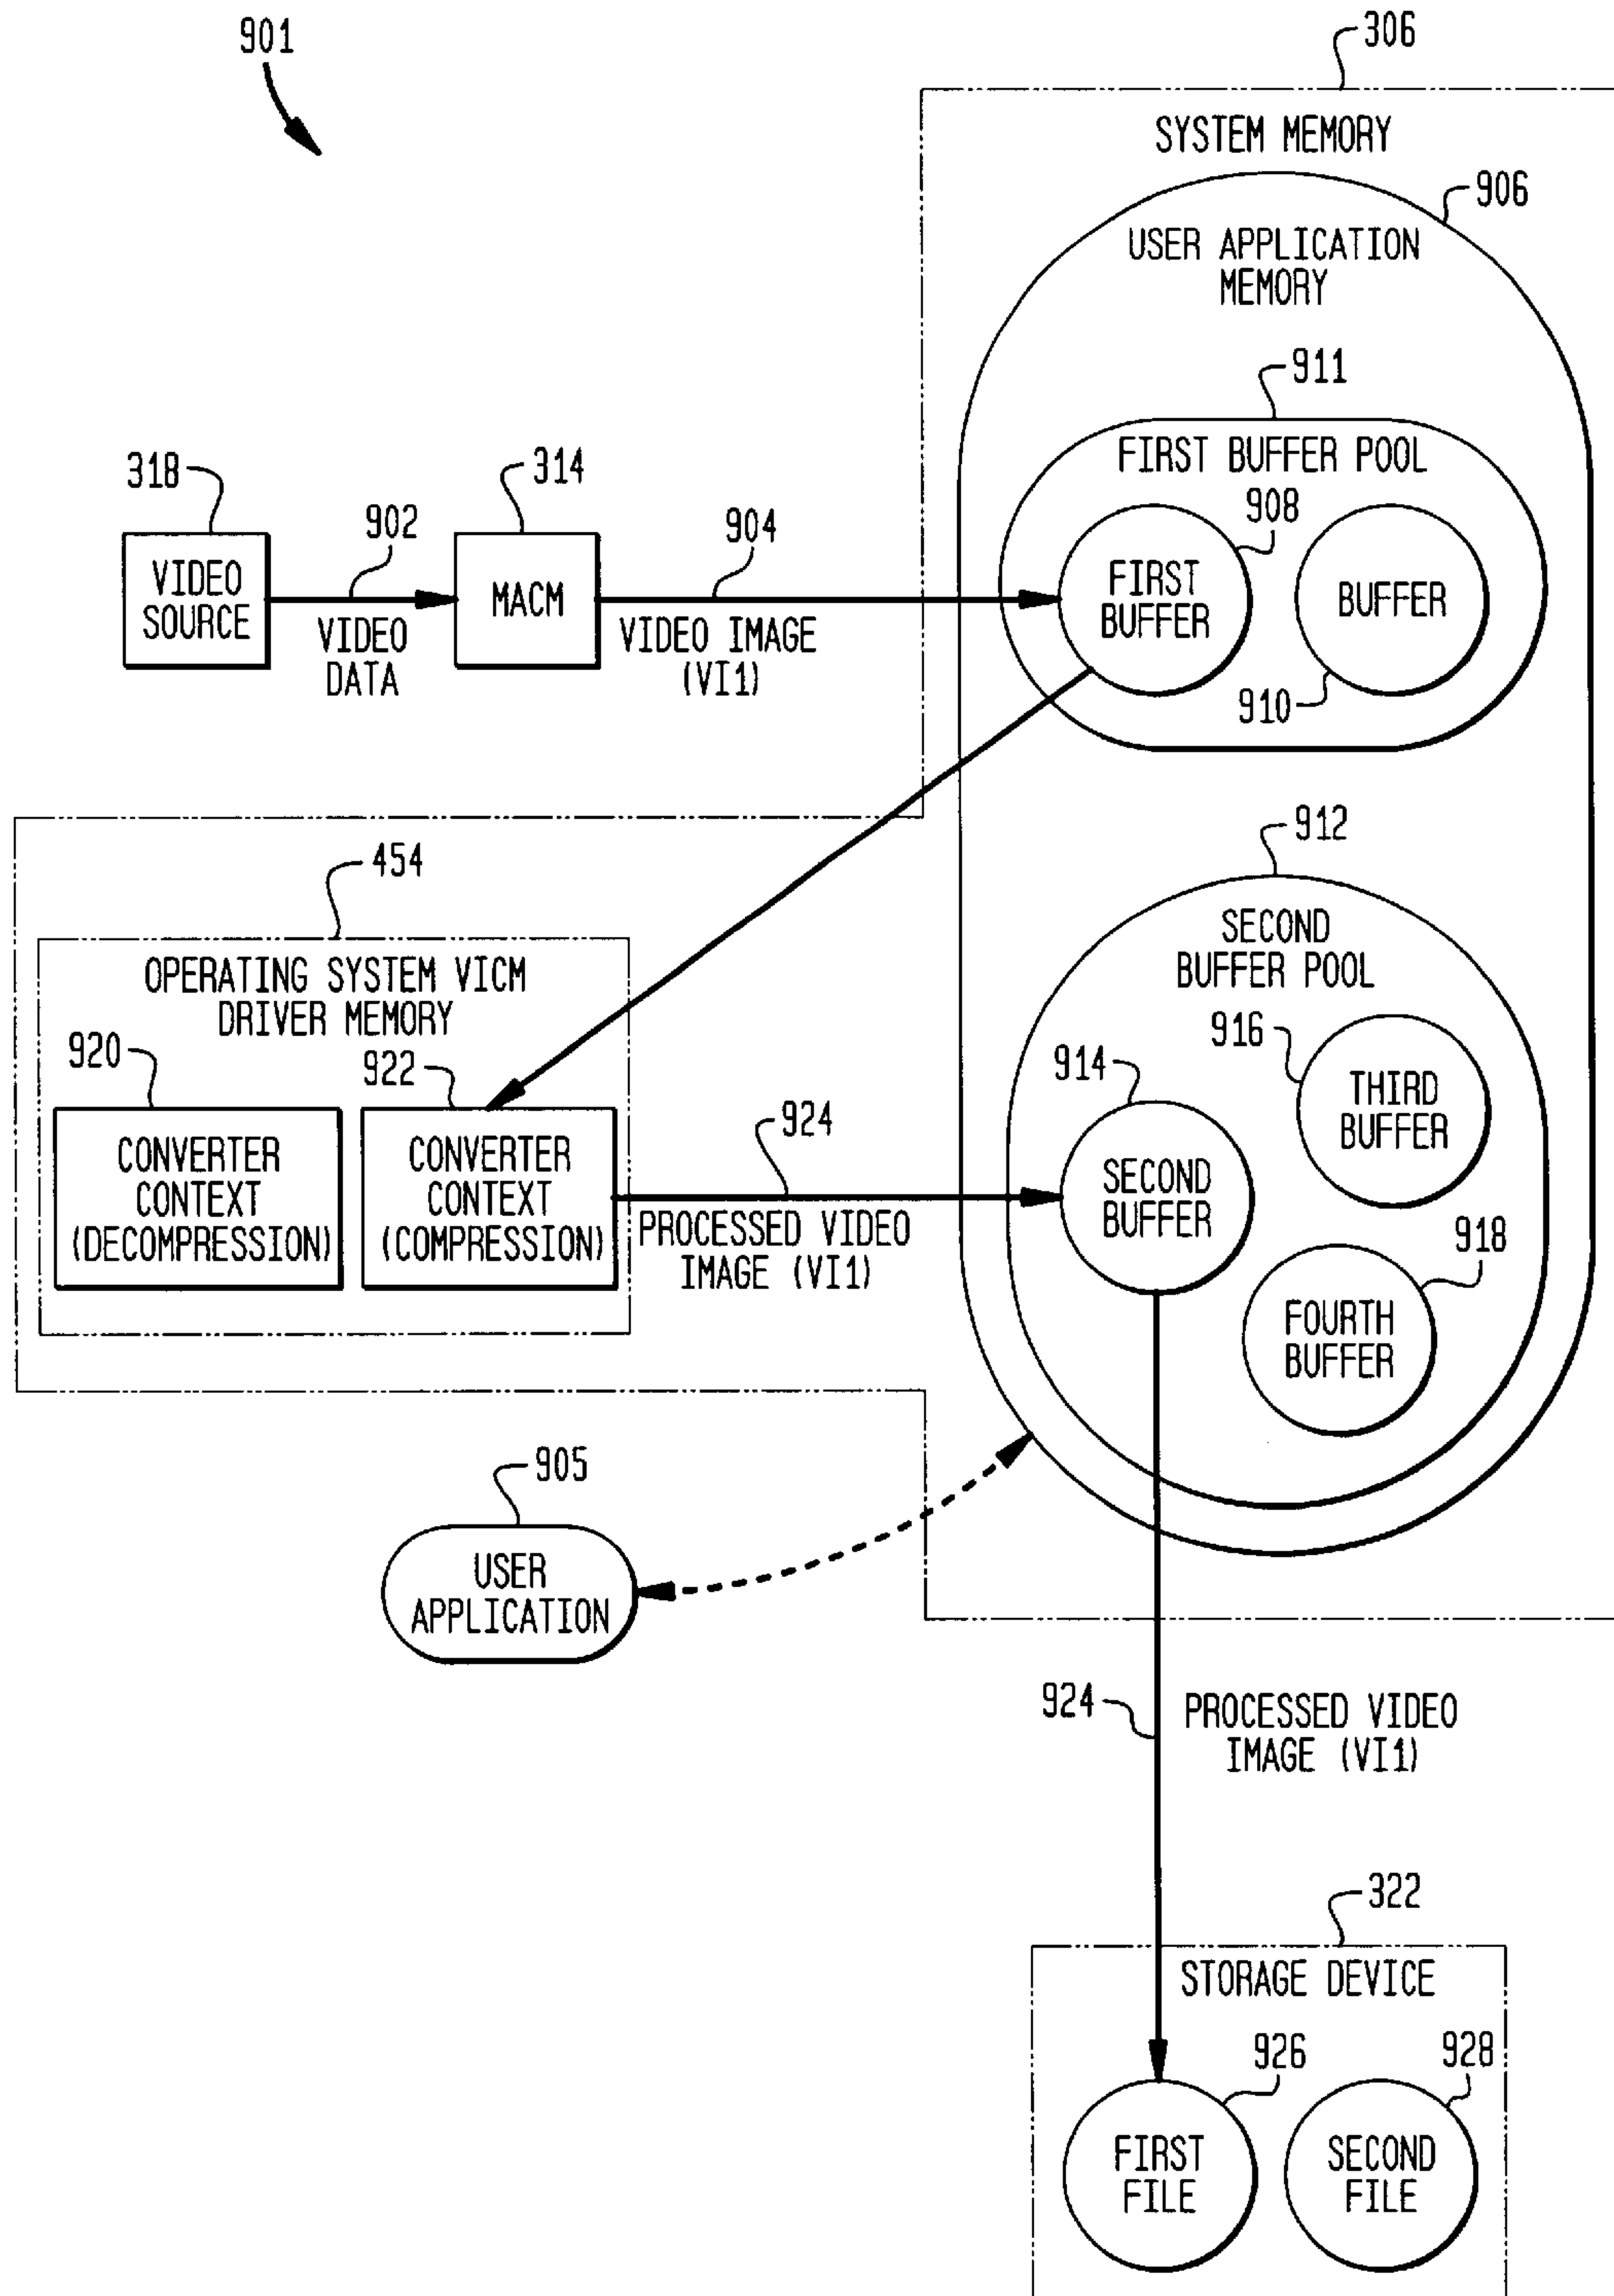 901
306
SYSTEM MEMORY
906
USER APPLICATION
MEMORY
911
FIRST BUFFER POOL
908
FIRST
BUFFER
BUFFER
910
318
VIDEO
SOURCE
902
VIDEO
DATA
314
MACM
904
VIDEO IMAGE
(VI1)
454
OPERATING SYSTEM VICM
DRIVER MEMORY
920
922
CONVERTER
CONTEXT
(DECOMPRESSION)
CONVERTER
CONTEXT
(COMPRESSION)
924
PROCESSED VIDEO
IMAGE (VI1)
912
SECOND
BUFFER POOL
916
THIRD
BUFFER
914
SECOND
BUFFER
918
FOURTH
BUFFER
905
USER
APPLICATION
924
PROCESSED VIDEO
IMAGE (VI1)
322
STORAGE DEVICE
926
928
FIRST
FILE
SECOND
FILE